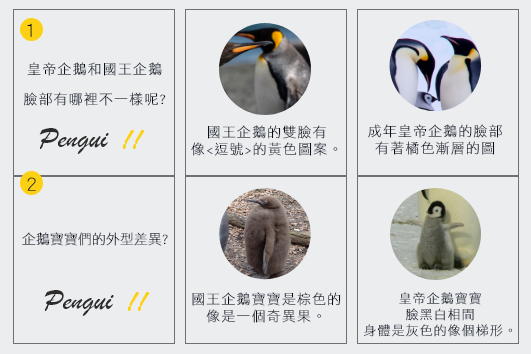 1
皇帝企鵝和國王企鵝
臉部有哪裡不一樣呢?
Pengui !!
國王企鵝的雙臉有
像<逗號>的黃色圖案。
成年皇帝企鵝的臉部
有著橘色漸層的圖
2
企鵝寶寶們的外型差異?
Pengui !!
國王企鵝寶寶是棕色的
像是一個奇異果。
皇帝企鵝寶寶
臉黑白相間
身體是灰色的像個梯形。